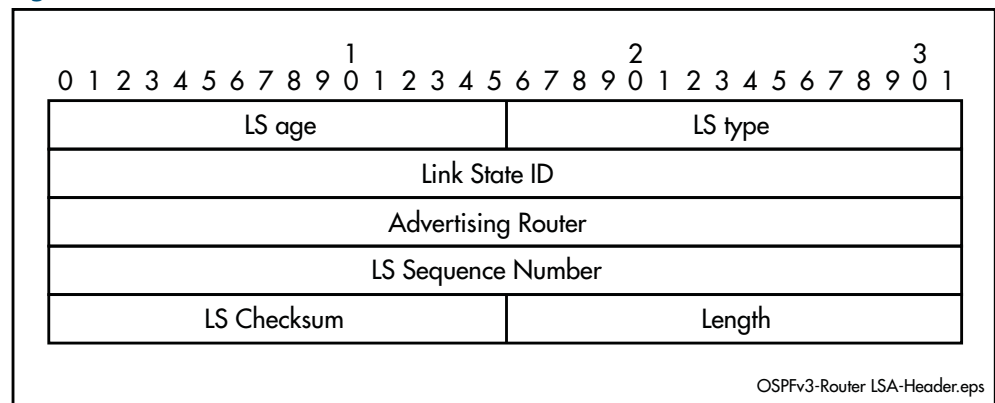 1 2 3
0 1 2 3 4 5 6 7 8 9 0 1 2 3 4 5 6 7 8 9 0 1 2 3 4 5 6 7 8 9 0 1
LS age LS type
Link State ID
Advertising Router
LS Sequence Number
LS Checksum Length
OSPFv3-Router LSA-Header.eps